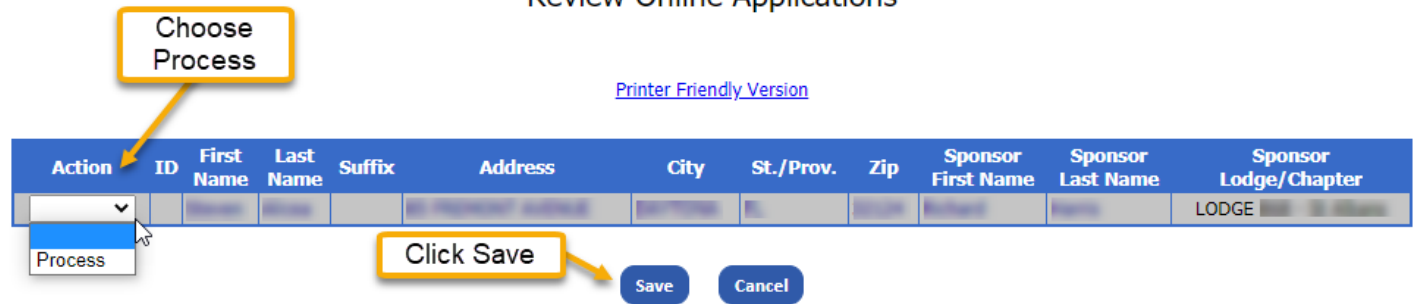 Review Online Applications
Choose
Process
Printer Friendly Version
Action ID First Name Last Name Suffix Address City St./Prov. Zip Sponsor First Name Sponsor Last Name Sponsor Lodge/Chapter
LODGE
Process
Click Save
Save Cancel